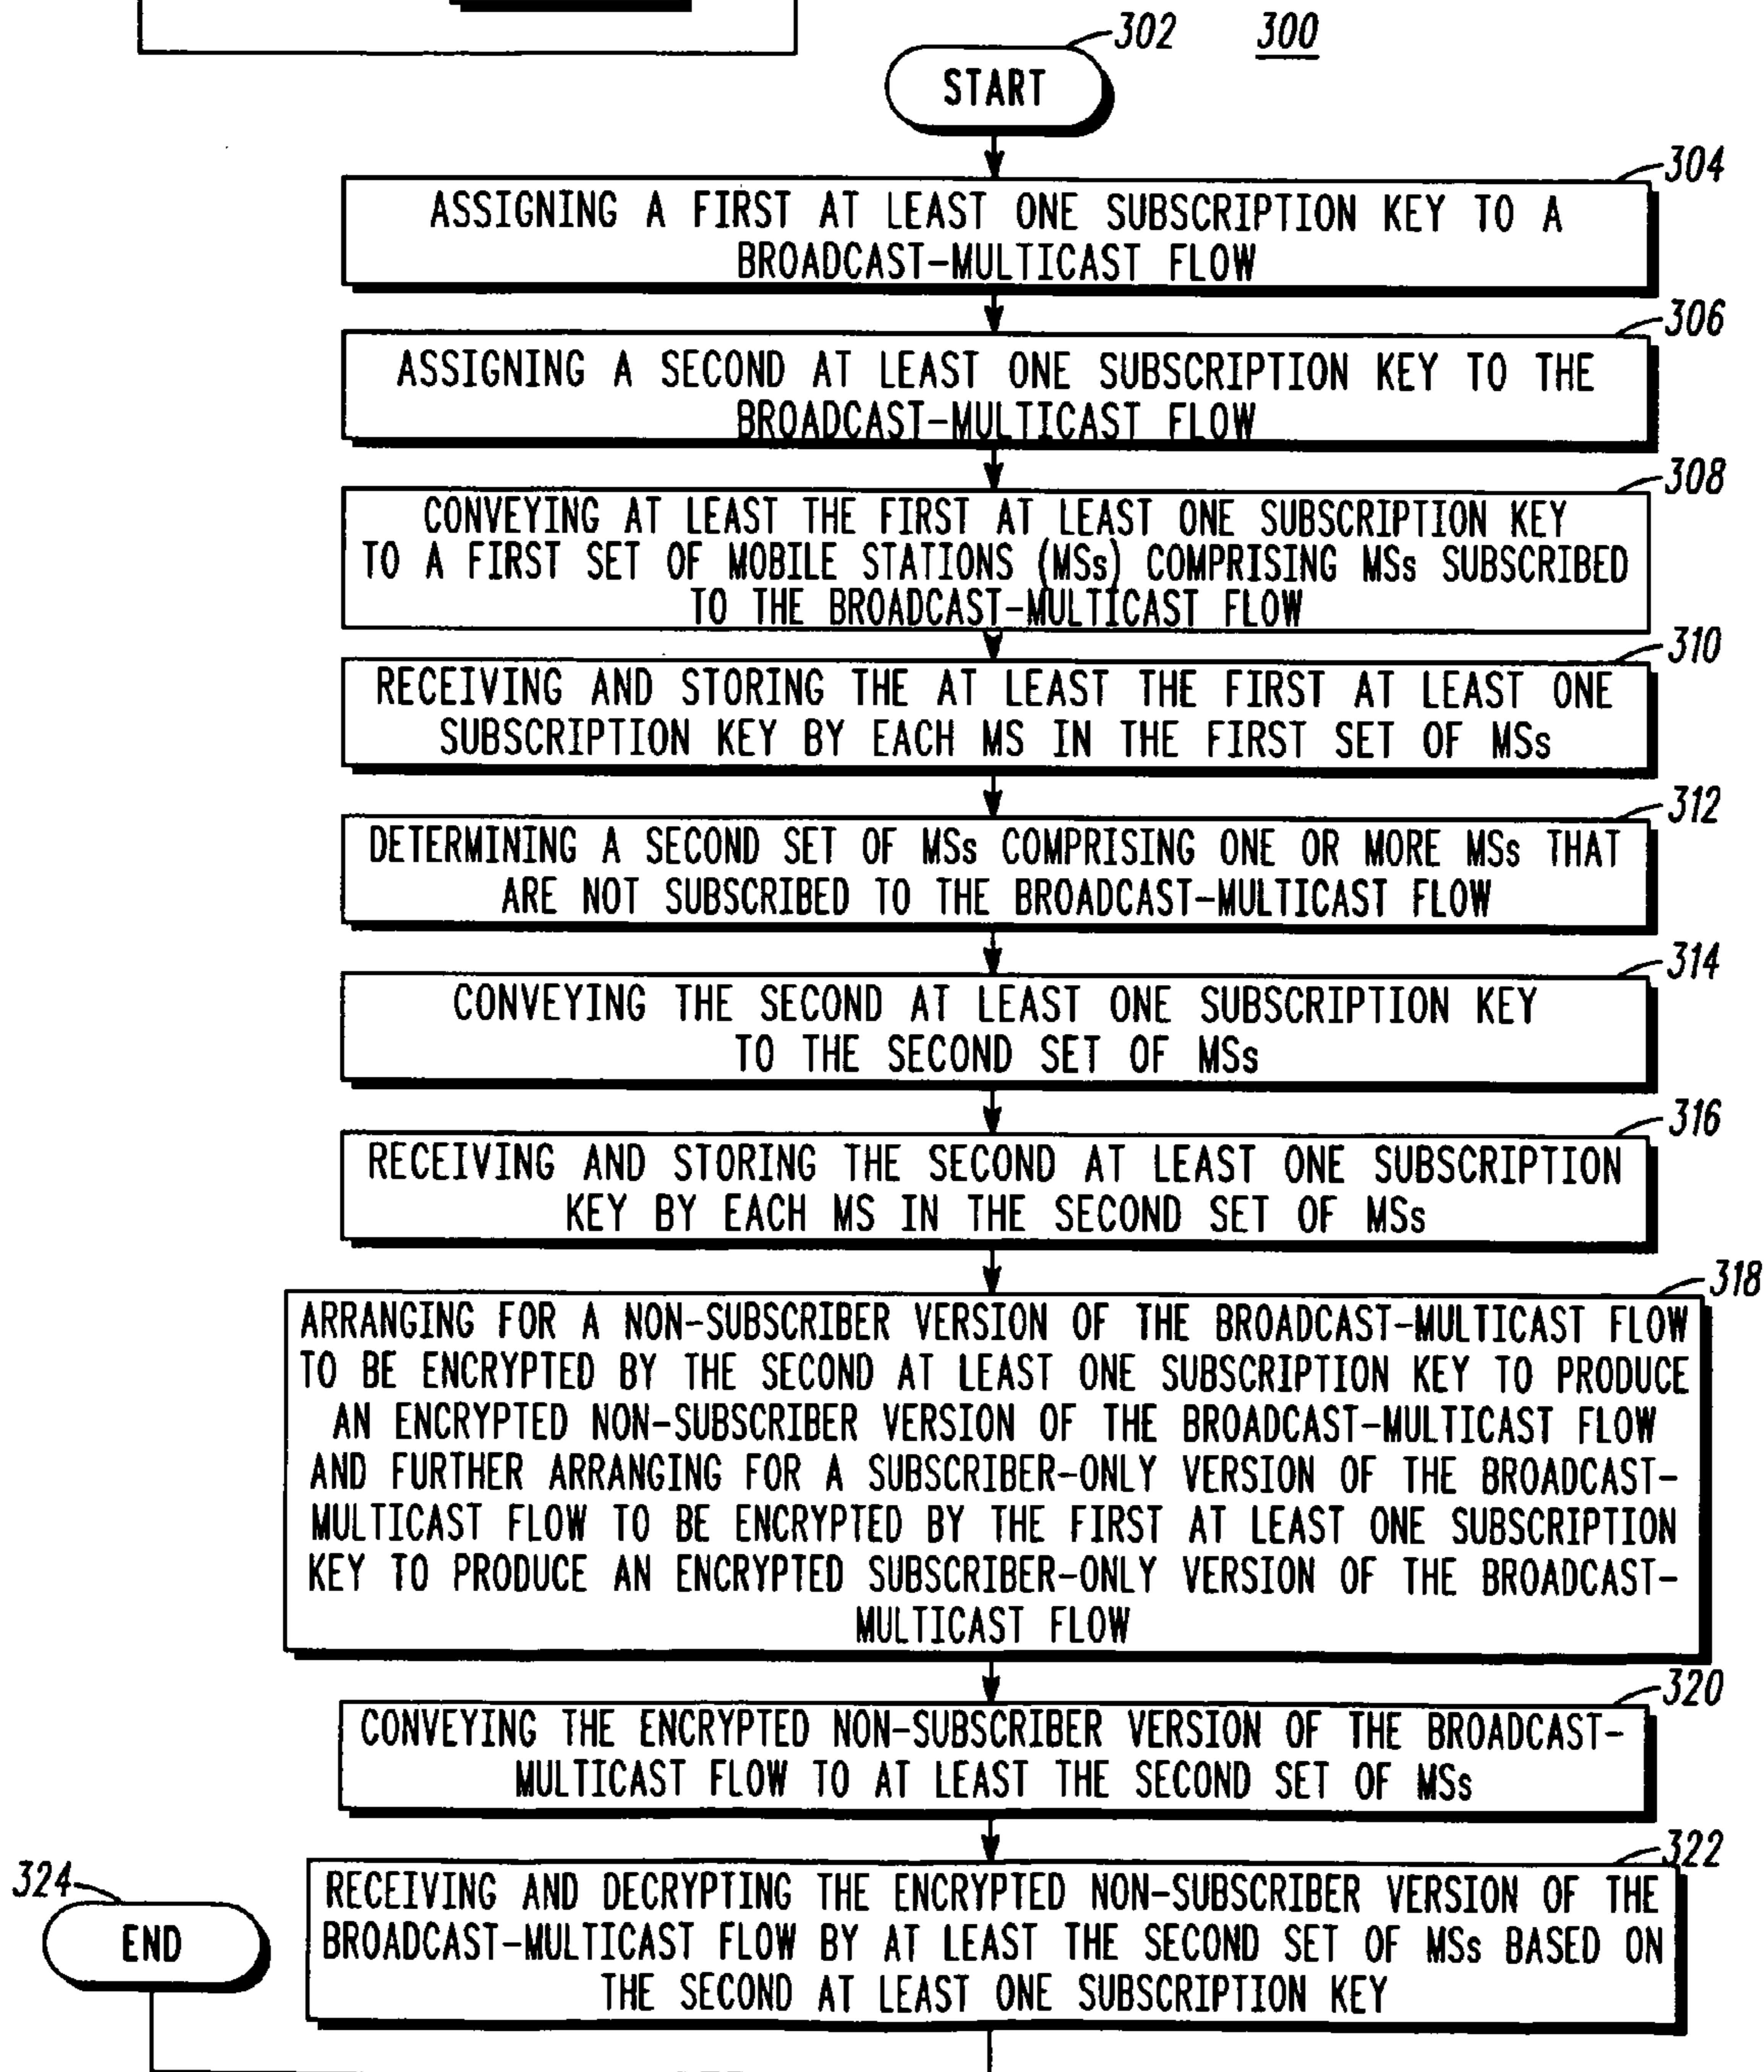 302
300
START
304
ASSIGNING A FIRST AT LEAST ONE SUBSCRIPTION KEY TO A
BROADCAST-MULTICAST FLOW
306
ASSIGNING A SECOND AT LEAST ONE SUBSCRIPTION KEY TO THE
BROADCAST-MULTICAST FLOW
308
CONVEYING AT LEAST THE FIRST AT LEAST ONE SUBSCRIPTION KEY
TO A FIRST SET OF MOBILE STATIONS (MSs) COMPRISING MSs SUBSCRIBED
TO THE BROADCAST-MULTICAST FLOW
310
RECEIVING AND STORING THE AT LEAST THE FIRST AT LEAST ONE
SUBSCRIPTION KEY BY EACH MS IN THE FIRST SET OF MSs
312
DETERMINING A SECOND SET OF MSs COMPRISING ONE OR MORE MSs THAT
ARE NOT SUBSCRIBED TO THE BROADCAST-MULTICAST FLOW
314
CONVEYING THE SECOND AT LEAST ONE SUBSCRIPTION KEY
TO THE SECOND SET OF MSs
316
RECEIVING AND STORING THE SECOND AT LEAST ONE SUBSCRIPTION
KEY BY EACH MS IN THE SECOND SET OF MSs
318
ARRANGING FOR A NON-SUBSCRIBER VERSION OF THE BROADCAST-MULTICAST FLOW
TO BE ENCRYPTED BY THE SECOND AT LEAST ONE SUBSCRIPTION KEY TO PRODUCE
AN ENCRYPTED NON-SUBSCRIBER VERSION OF THE BROADCAST-MULTICAST FLOW
AND FURTHER ARRANGING FOR A SUBSCRIBER-ONLY VERSION OF THE BROADCAST-
MULTICAST FLOW TO BE ENCRYPTED BY THE FIRST AT LEAST ONE SUBSCRIPTION
KEY TO PRODUCE AN ENCRYPTED SUBSCRIBER-ONLY VERSION OF THE BROADCAST-
MULTICAST FLOW
320
CONVEYING THE ENCRYPTED NON-SUBSCRIBER VERSION OF THE BROADCAST-
MULTICAST FLOW TO AT LEAST THE SECOND SET OF MSs
322
RECEIVING AND DECRYPTING THE ENCRYPTED NON-SUBSCRIBER VERSION OF THE
BROADCAST-MULTICAST FLOW BY AT LEAST THE SECOND SET OF MSs BASED ON
THE SECOND AT LEAST ONE SUBSCRIPTION KEY
324
END